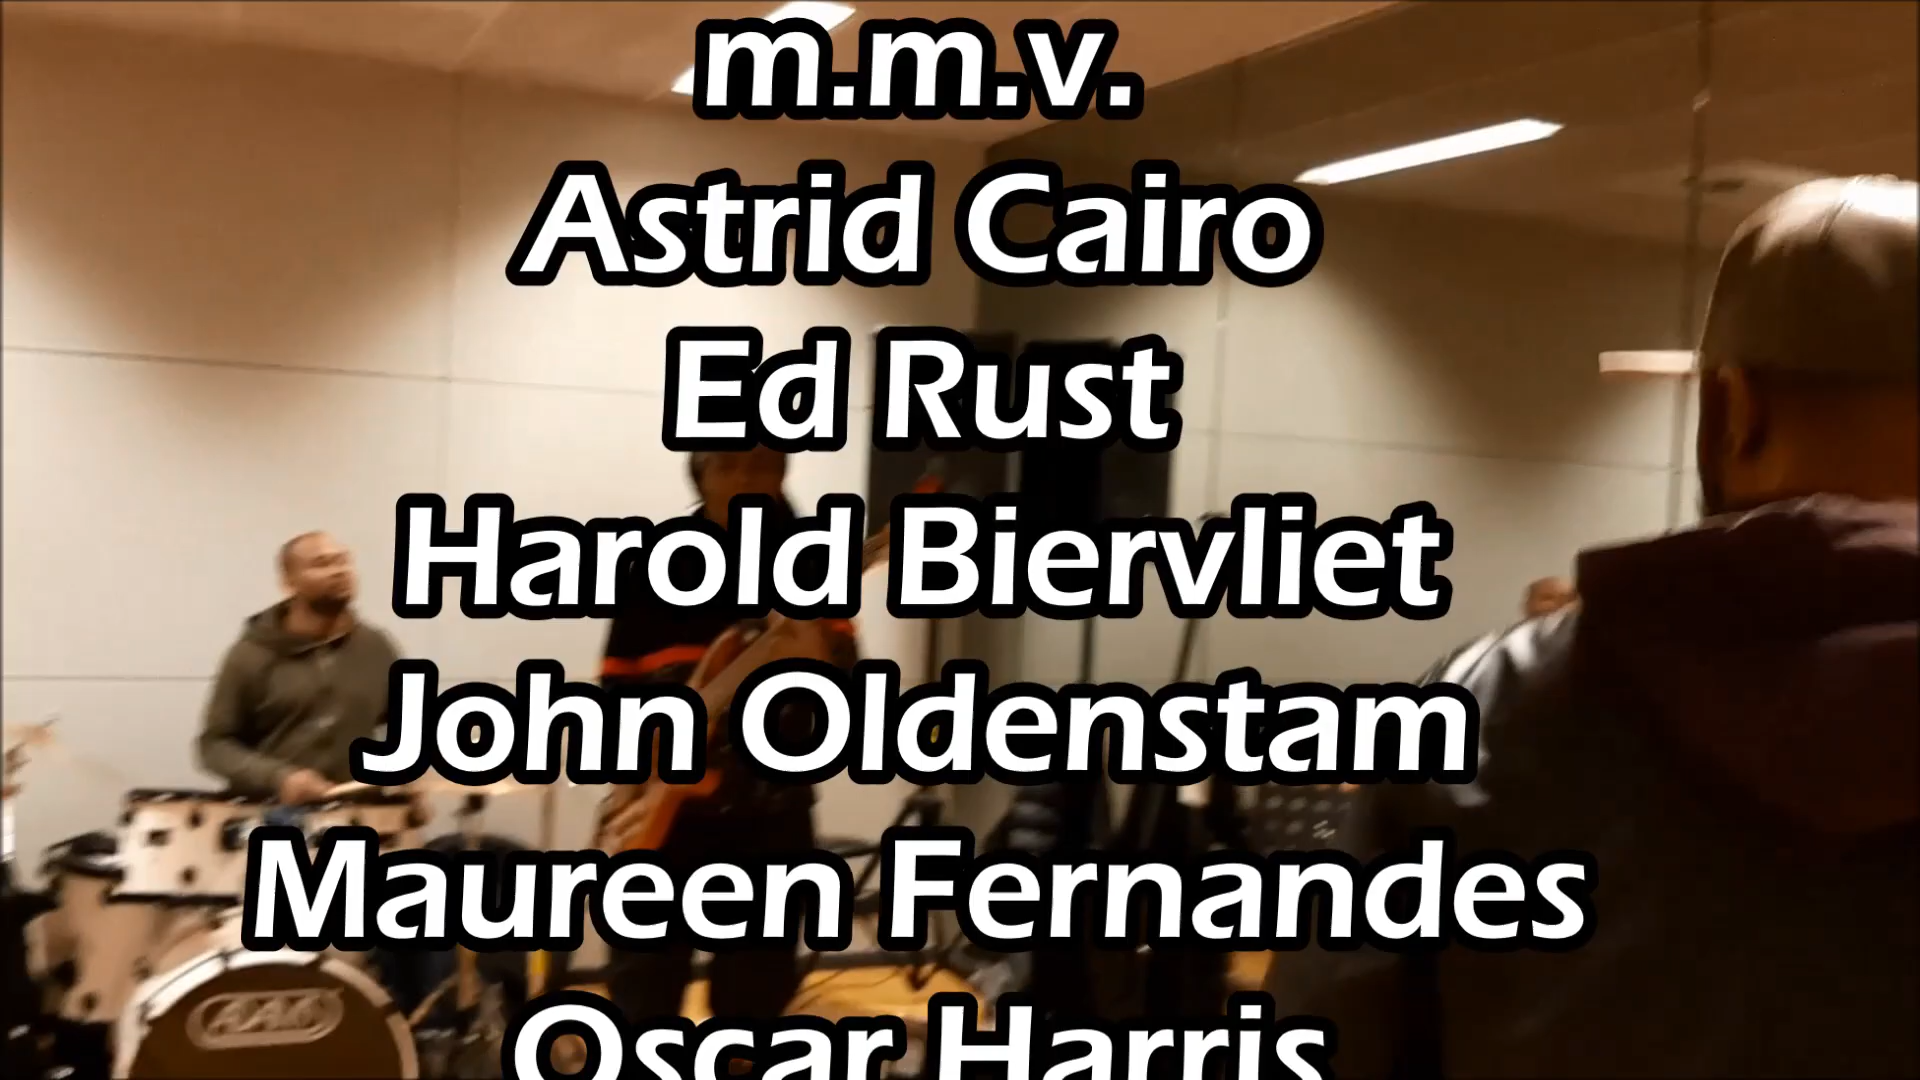 m.m.v.
Astrid Cairo
Ed Rust
Harold Biervliet
John Oldenstam
Maureen Fernandes
Oscar Harris